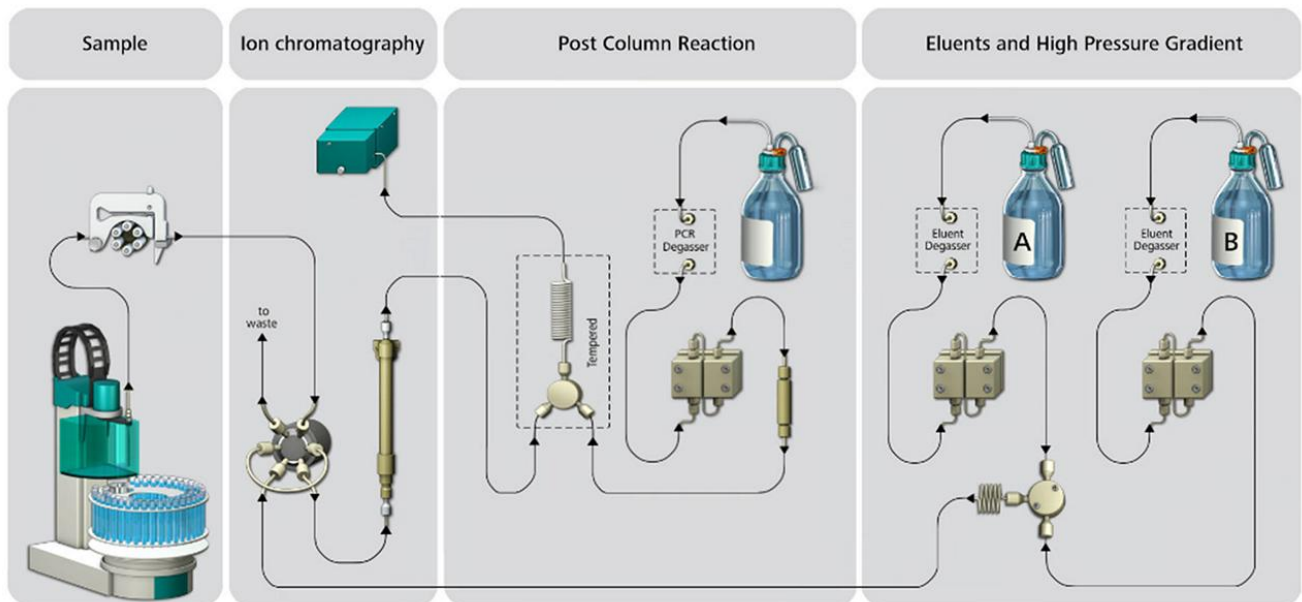 Sample
Ion chromatography
Post Column Reaction
Eluents and High Pressure Gradient
to
waste
Tempered
PCR
Degasser
Eluent
Degasser
A
Eluent
Degasser
B